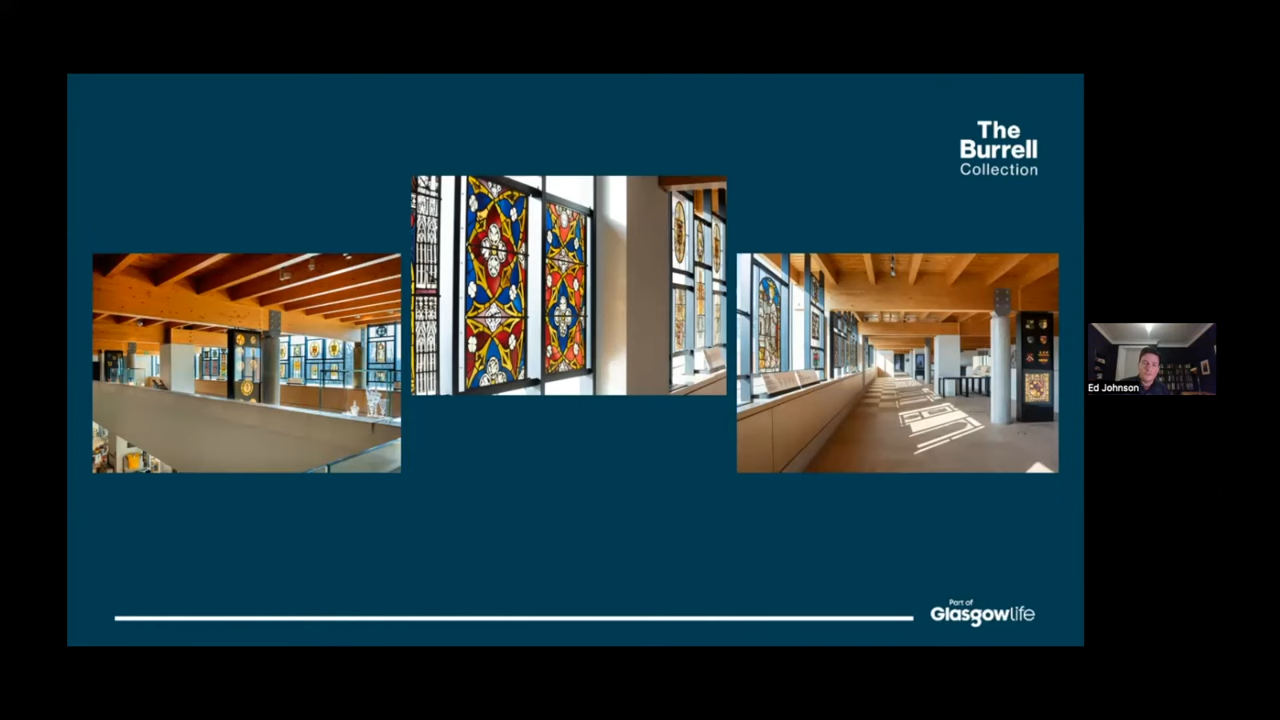 The
Burrell
Collection
Ed Johnson
Part of
Glasgowlife